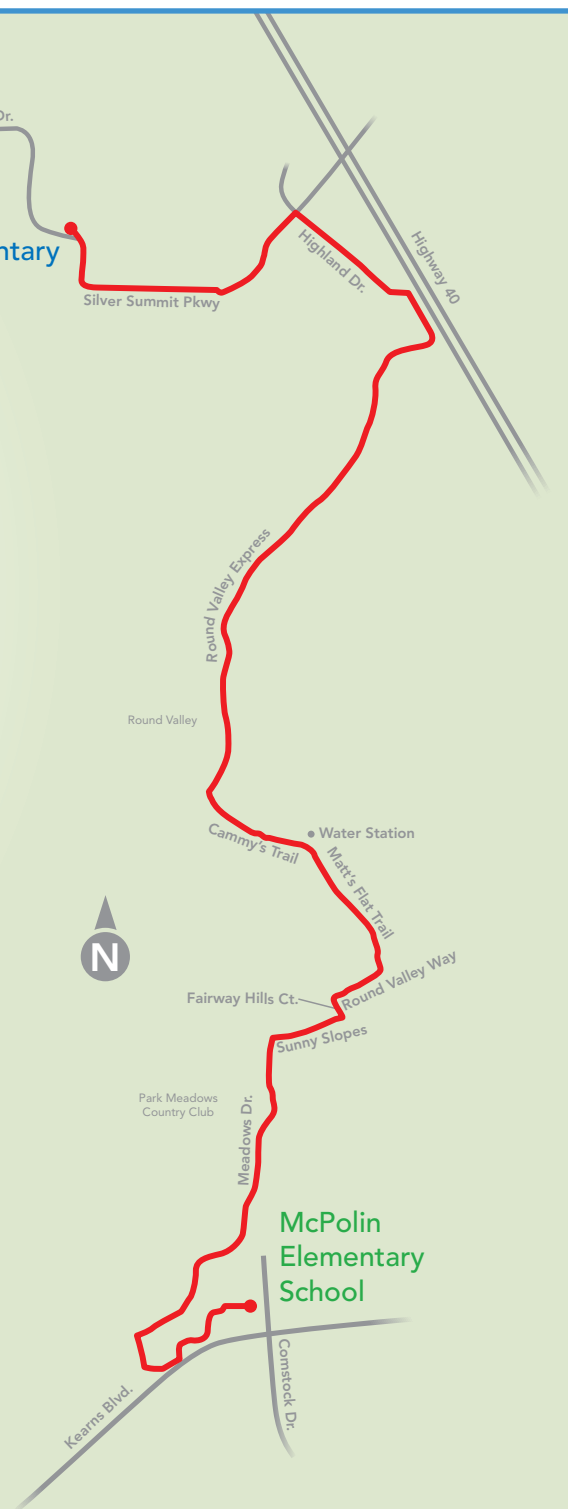 Dr.
ntary
Silver Summit Pkwy
Highland Dr.
Highway 40
Round Valley Express
Round Valley
Water Station
Cammy's Trail
Matt's Flat Trail
N
Round Valley Way
Fairway Hills Ct.
Sunny Slopes
Park Meadows
Country Club
Meadows Dr.
McPolin
Elementary
School
Comstock Dr.
Kearns Blvd.